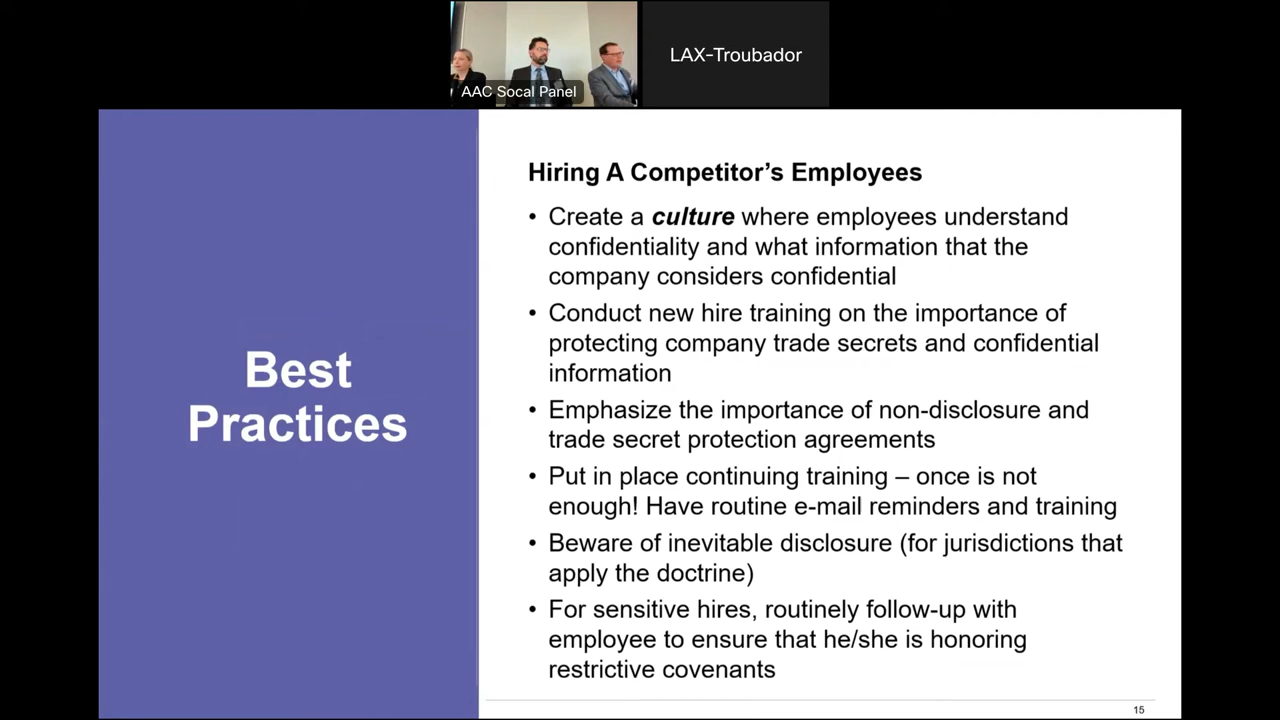 LAX-Troubador
AAC Socal Panel
Best
Practices
Hiring A Competitor’s Employees
• Create a culture where employees understand
confidentiality and what information that the
company considers confidential
• Conduct new hire training on the importance of
protecting company trade secrets and confidential
information
• Emphasize the importance of non-disclosure and
trade secret protection agreements
• Put in place continuing training – once is not
enough! Have routine e-mail reminders and training
• Beware of inevitable disclosure (for jurisdictions that
apply the doctrine)
• For sensitive hires, routinely follow-up with
employee to ensure that he/she is honoring
restrictive covenants
15